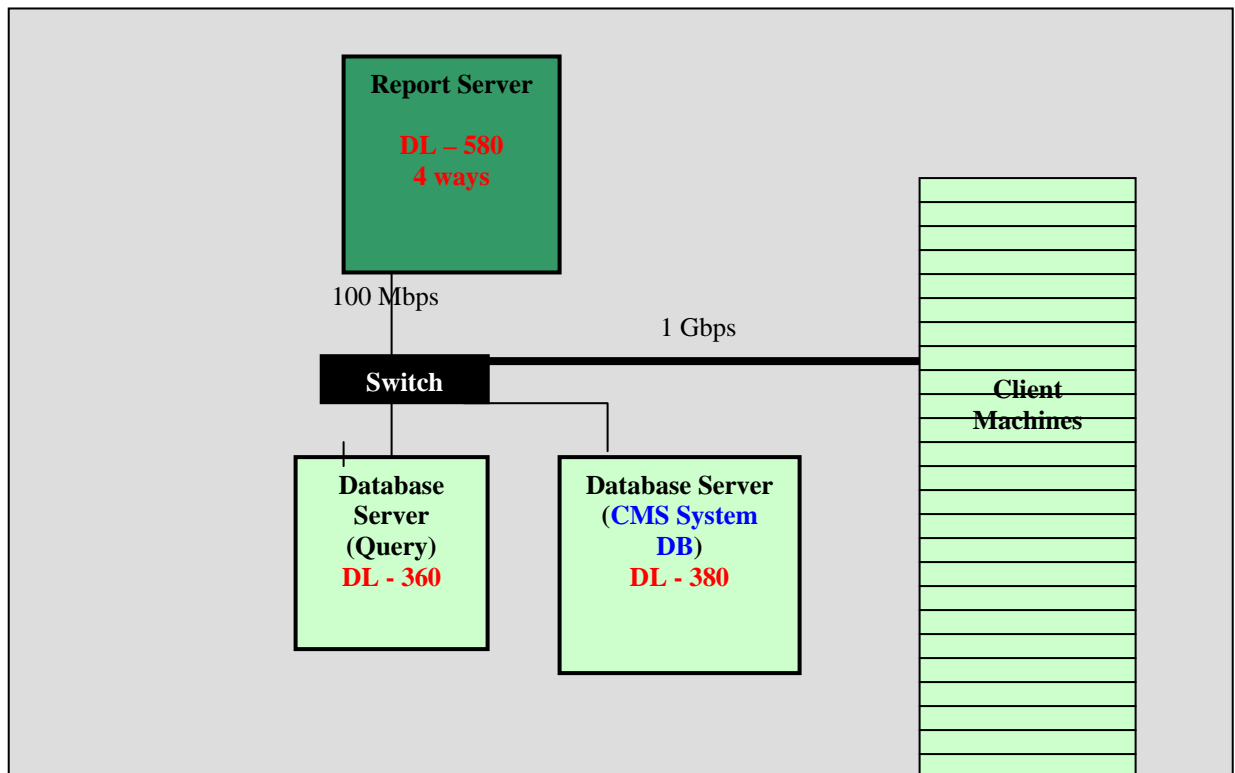 Report Server
DL – 580
4 ways
100 Mbps
1 Gbps
Switch
Client
Machines
Database
Server
(Query)
DL - 360
Database Server
(CMS System
DB)
DL - 380